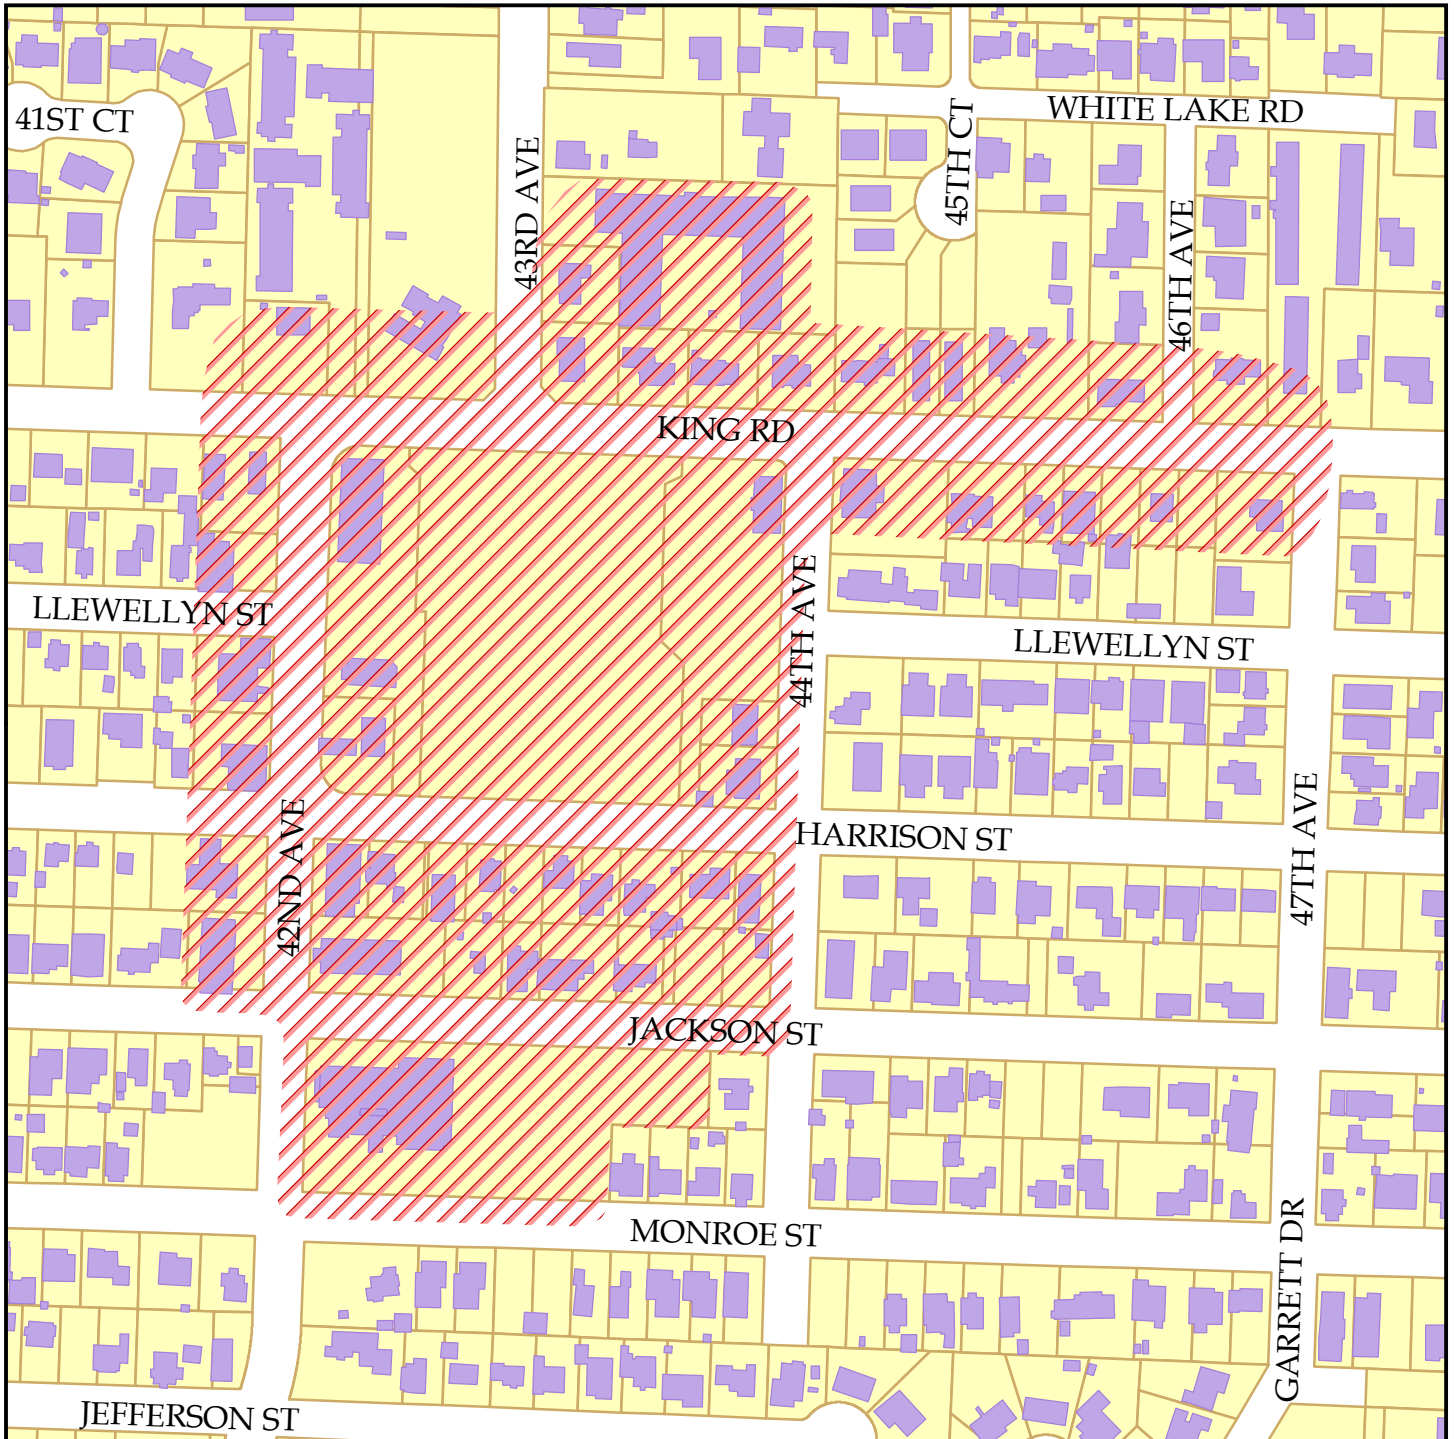 WHITE LAKE RD
41ST CT
45TH CT
43RD AVE
46TH AVE
KING RD
LLEWELLYN ST
44TH AVE
LLEWELLYN ST
42ND AVE
HARRISON ST
47TH AVE
JACKSON ST
MONROE ST
GARRETT DR
JEFFERSON ST